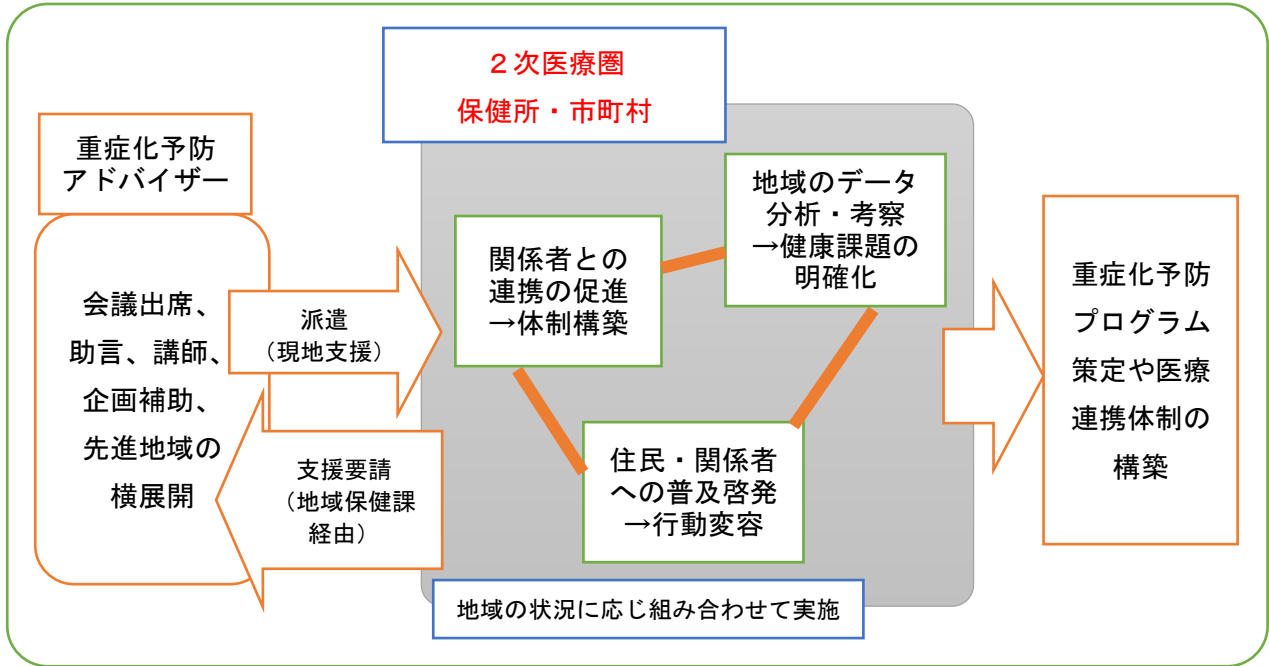 ２次医療圏
保健所・市町村
重症化予防
アドバイザー
会議出席、
助言、講師、
企画補助、
先進地域の
横展開
派遣
（現地支援）
支援要請
（地域保健課
経由）
関係者との
連携の促進
→体制構築
地域のデータ
分析・考察
→健康課題の
明確化
住民・関係者
への普及啓発
→行動変容
地域の状況に応じ組み合わせて実施
重症化予防
プログラム
策定や医療
連携体制の
構築